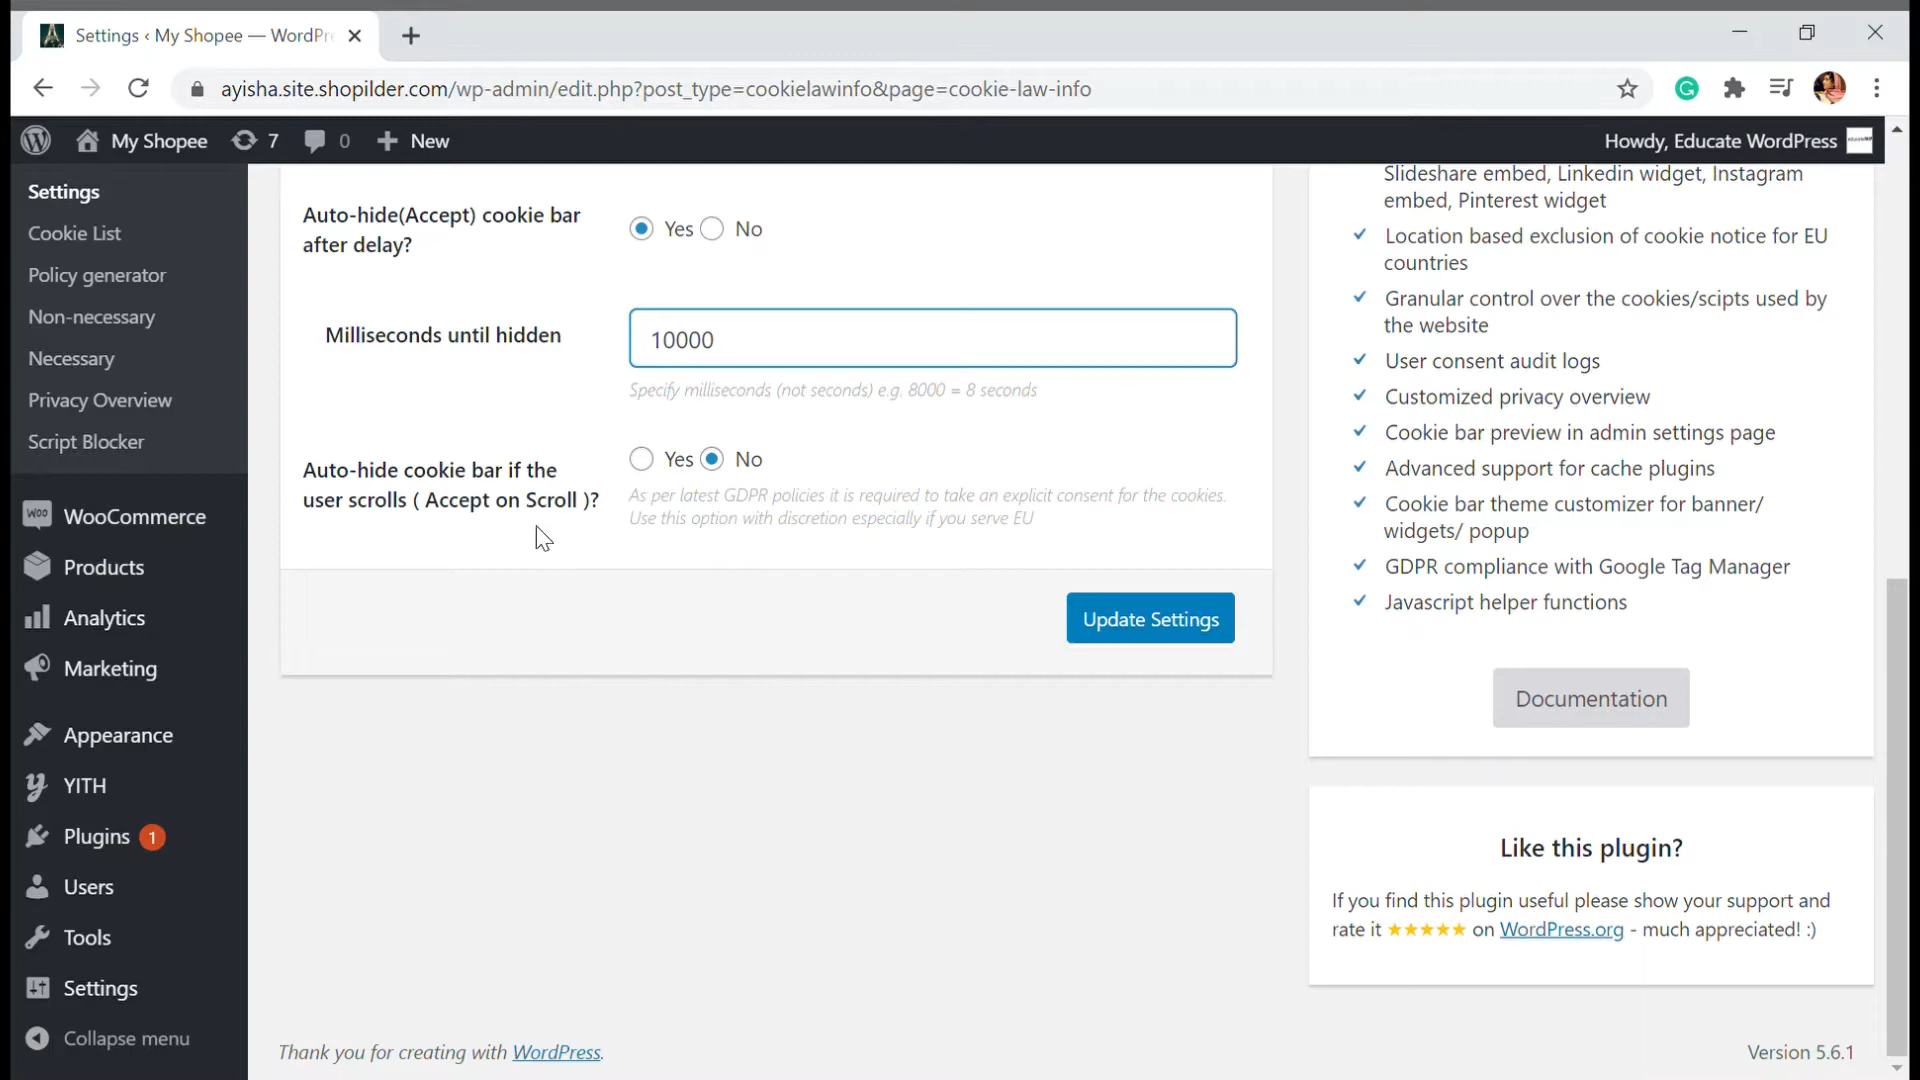 Settings ‹ My Shopee — WordPre
ayisha.site.shopilder.com/wp-admin/edit.php?post_type=cookielawinfo&page=cookie-law-info
My Shopee 7 0 New
Howdy, Educate WordPress
Settings
Cookie List
Policy generator
Non-necessary
Necessary
Privacy Overview
Script Blocker
WooCommerce
Products
Analytics
Marketing
Appearance
YITH
Plugins 1
Users
Tools
Settings
Collapse menu
Auto-hide(Accept) cookie bar
after delay?
Yes No
Milliseconds until hidden
10000
Specify milliseconds (not seconds) e.g. 8000 = 8 seconds
Auto-hide cookie bar if the
user scrolls ( Accept on Scroll )?
Yes No
As per latest GDPR policies it is required to take an explicit consent for the cookies.
Use this option with discretion especially if you serve EU
Update Settings
Slideshare embed, Linkedin widget, Instagram
embed, Pinterest widget
Location based exclusion of cookie notice for EU
countries
Granular control over the cookies/scipts used by
the website
User consent audit logs
Customized privacy overview
Cookie bar preview in admin settings page
Advanced support for cache plugins
Cookie bar theme customizer for banner/
widgets/ popup
GDPR compliance with Google Tag Manager
Javascript helper functions
Documentation
Like this plugin?
If you find this plugin useful please show your support and
rate it ★★★★★ on WordPress.org - much appreciated! :)
Thank you for creating with WordPress.
Version 5.6.1